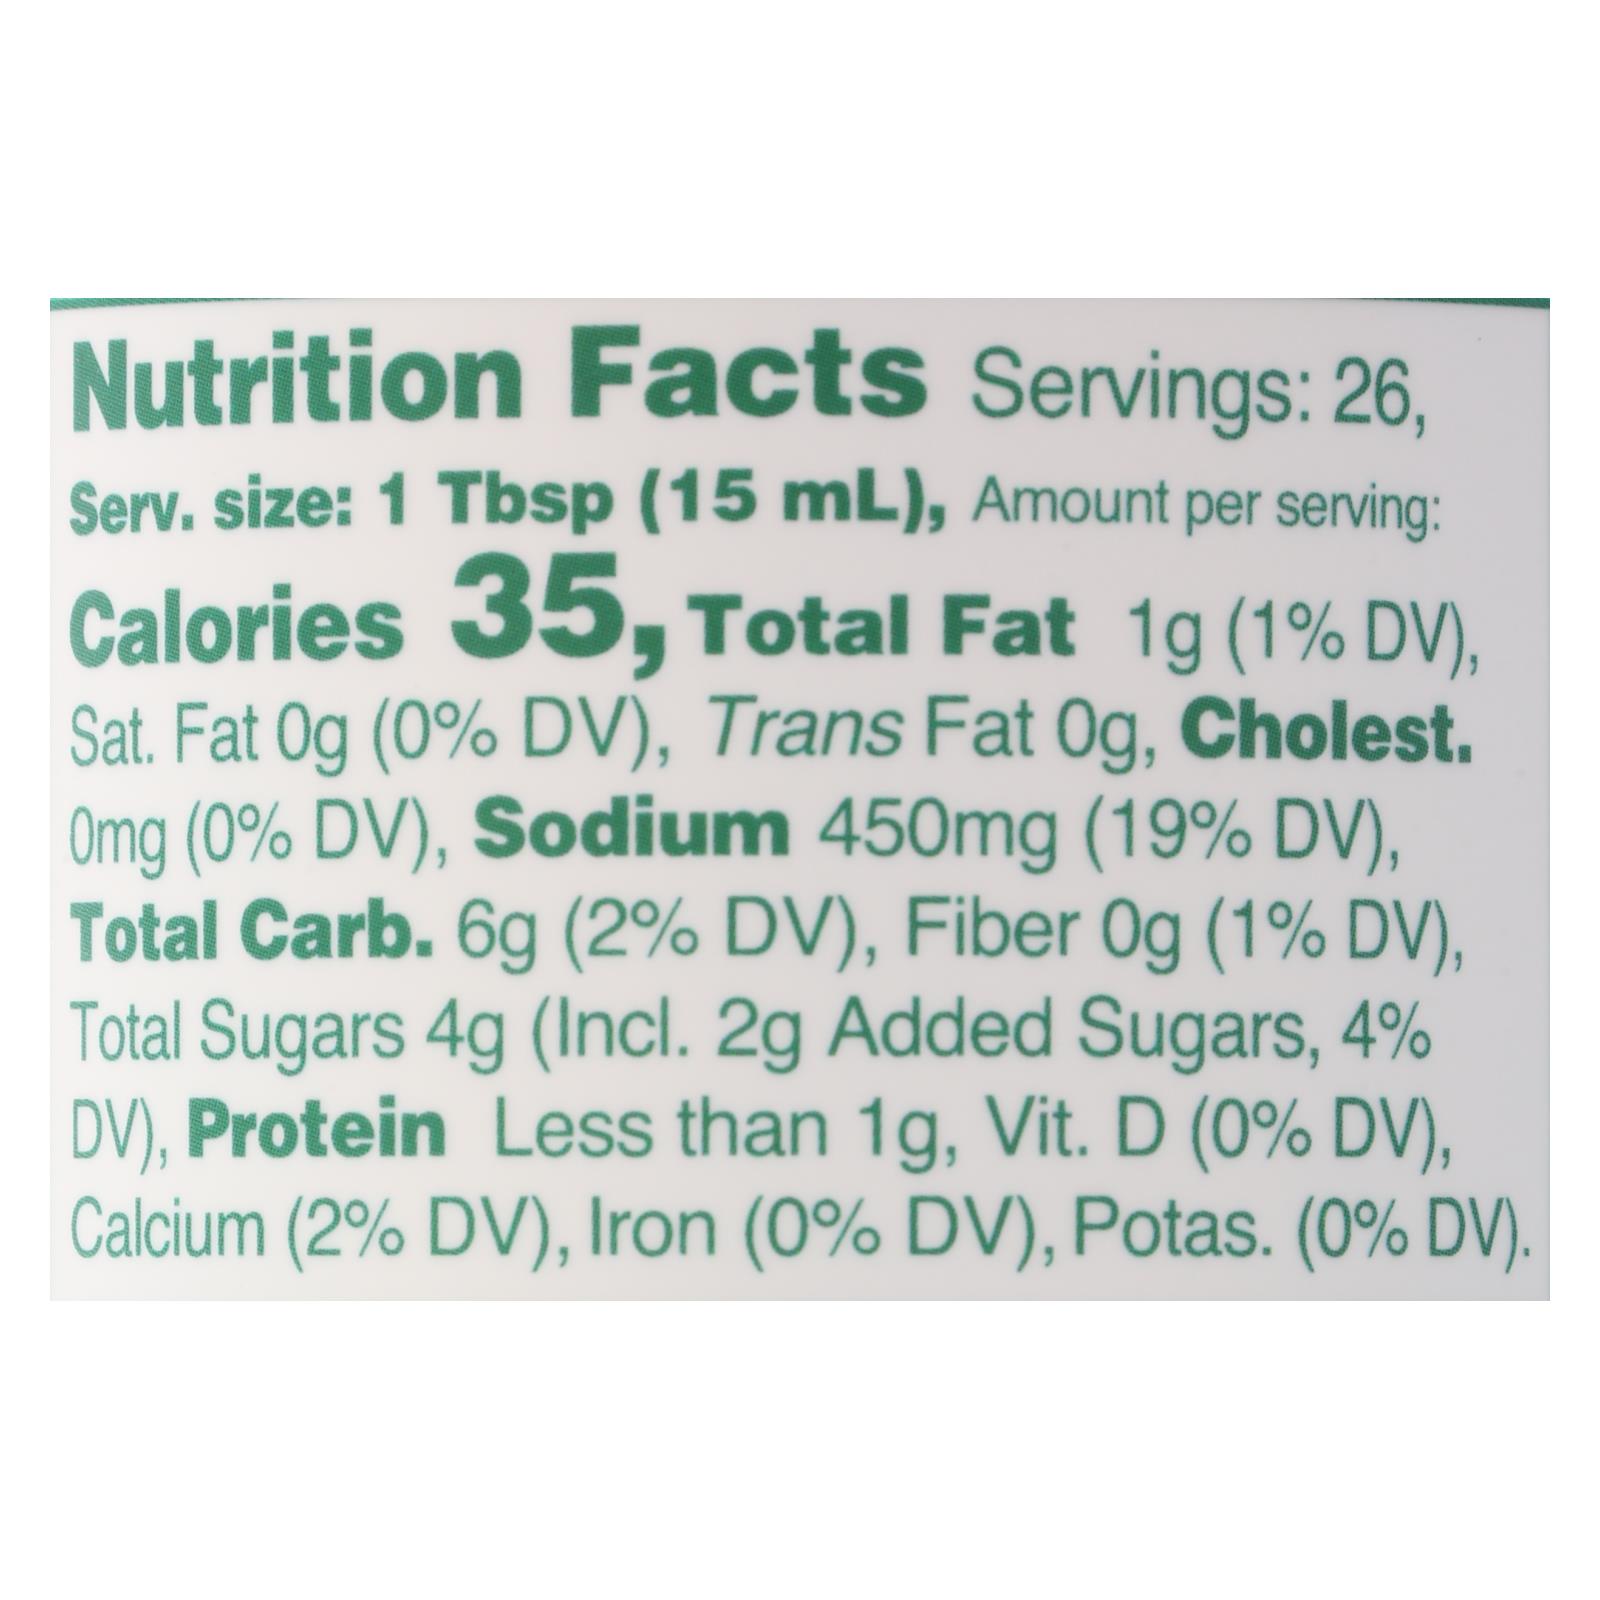 Nutrition Facts Servings: 26,
Serv. size: 1 Tbsp (15 mL), Amount per serving:
Calories 35, Total Fat 1g (1% DV),
Sat. Fat 0g (0% DV), Trans Fat 0g, Cholest.
0mg (0% DV), Sodium 450mg (19% DV),
Total Carb. 6g (2% DV), Fiber 0g (1% DV),
Total Sugars 4g (Incl. 2g Added Sugars, 4%
DV), Protein Less than 1g, Vit. D (0% DV),
Calcium (2% DV), Iron (0% DV), Potas. (0% DV).